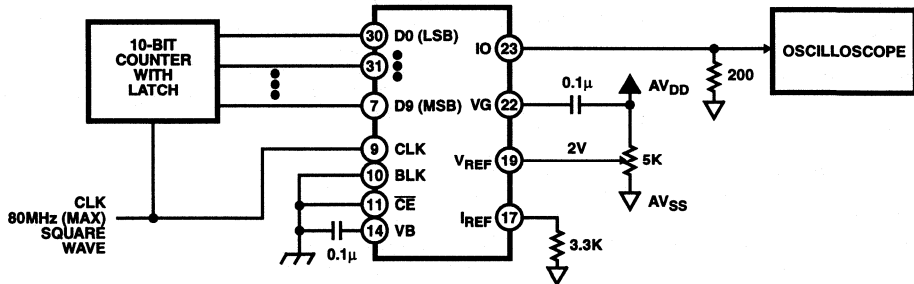 10-BIT
COUNTER
WITH
LATCH
CLK
80MHz (MAX)
SQUARE
WAVE
30 D0 (LSB)
31
7 D9 (MSB)
9 CLK
10 BLK
11 C̅E̅
14 VB
0.1μ
IO 23
VG 22
VREF 19
IREF 17
0.1μ
AVDD
2V
5K
AVSS
3.3K
200
OSCILLOSCOPE